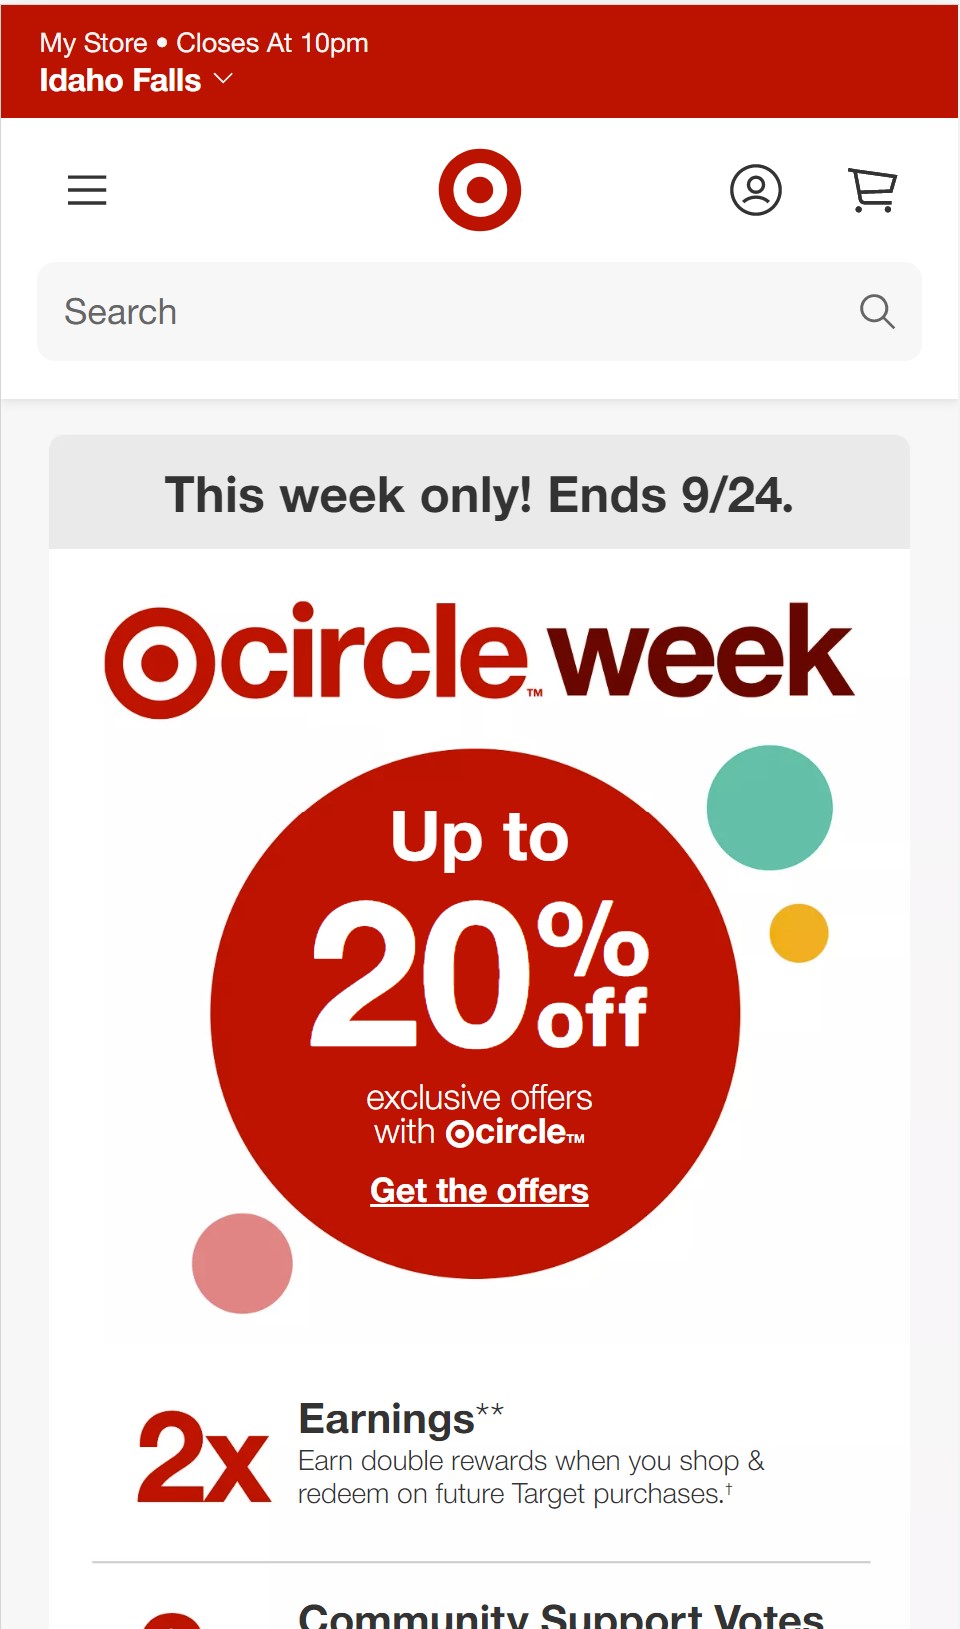 My Store • Closes At 10pm
Idaho Falls
Search
This week only! Ends 9/24.
circle™ week
Up to
20% off
exclusive offers
with circle™
Get the offers
2x
Earnings**
Earn double rewards when you shop &
redeem on future Target purchases.†
Community Support Votes